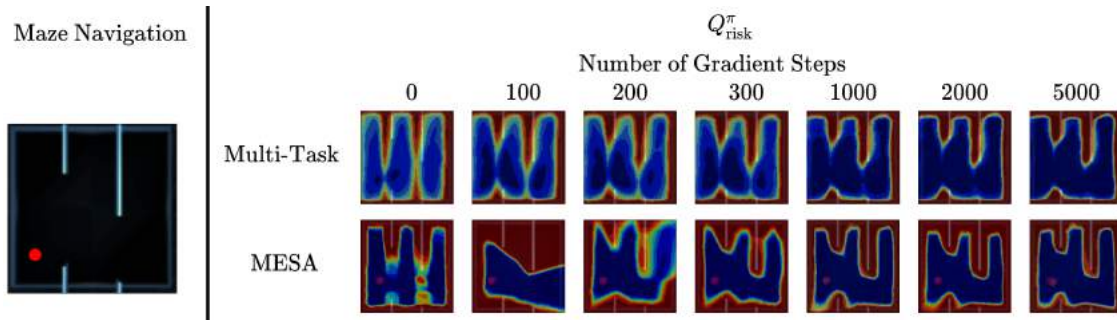 Maze Navigation
Q^π_risk
Number of Gradient Steps
0 100 200 300 1000 2000 5000
Multi-Task
MESA